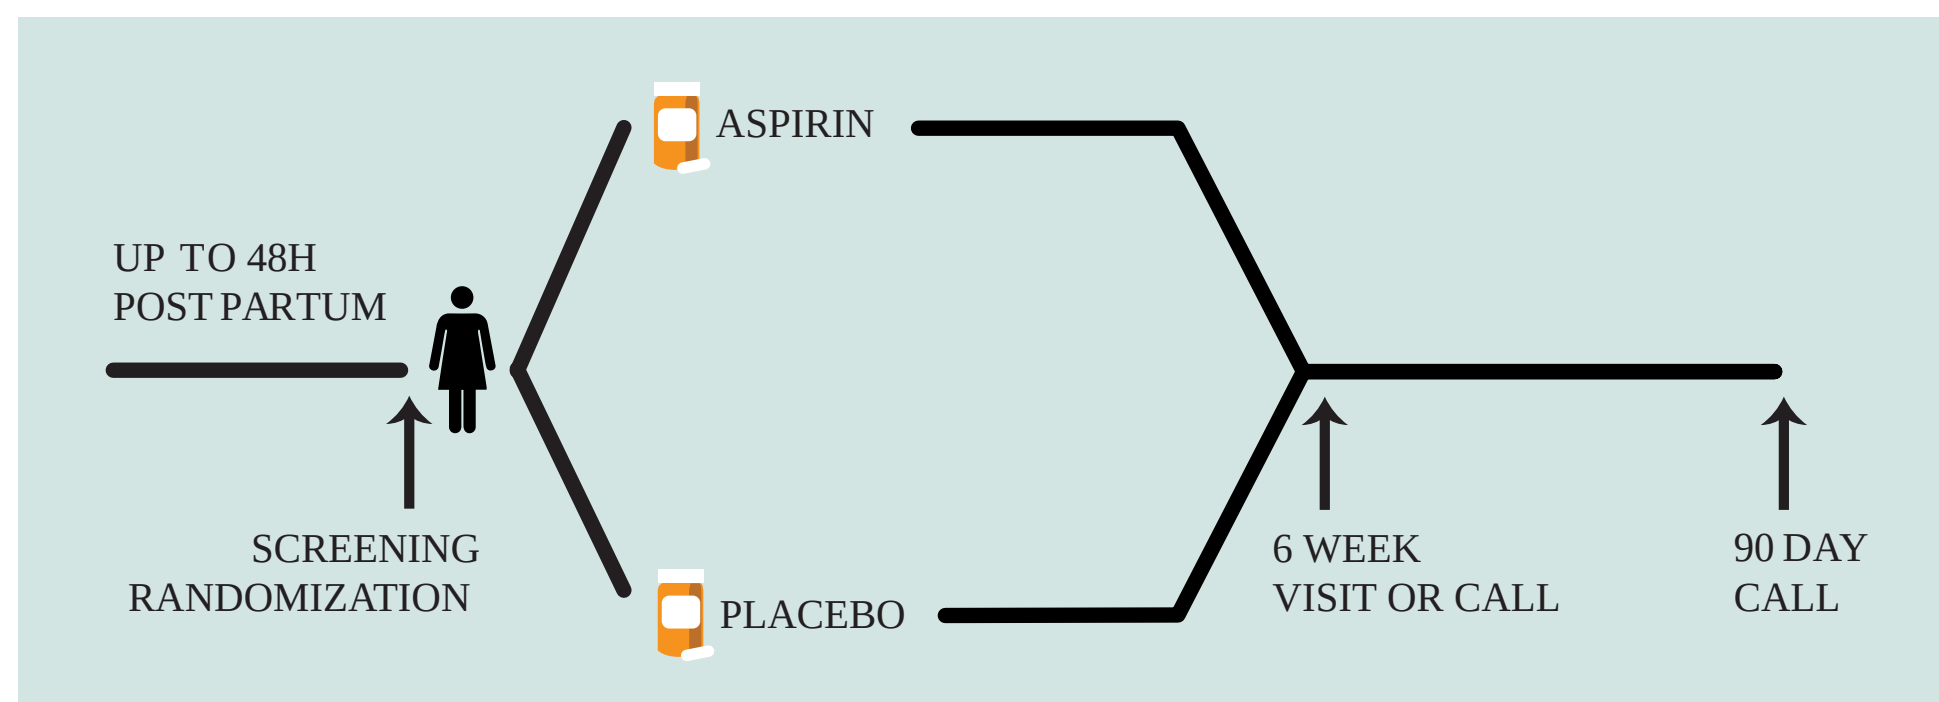 ASPIRIN
UP TO 48H
POST PARTUM
SCREENING
RANDOMIZATION
PLACEBO
6 WEEK
VISIT OR CALL
90 DAY
CALL